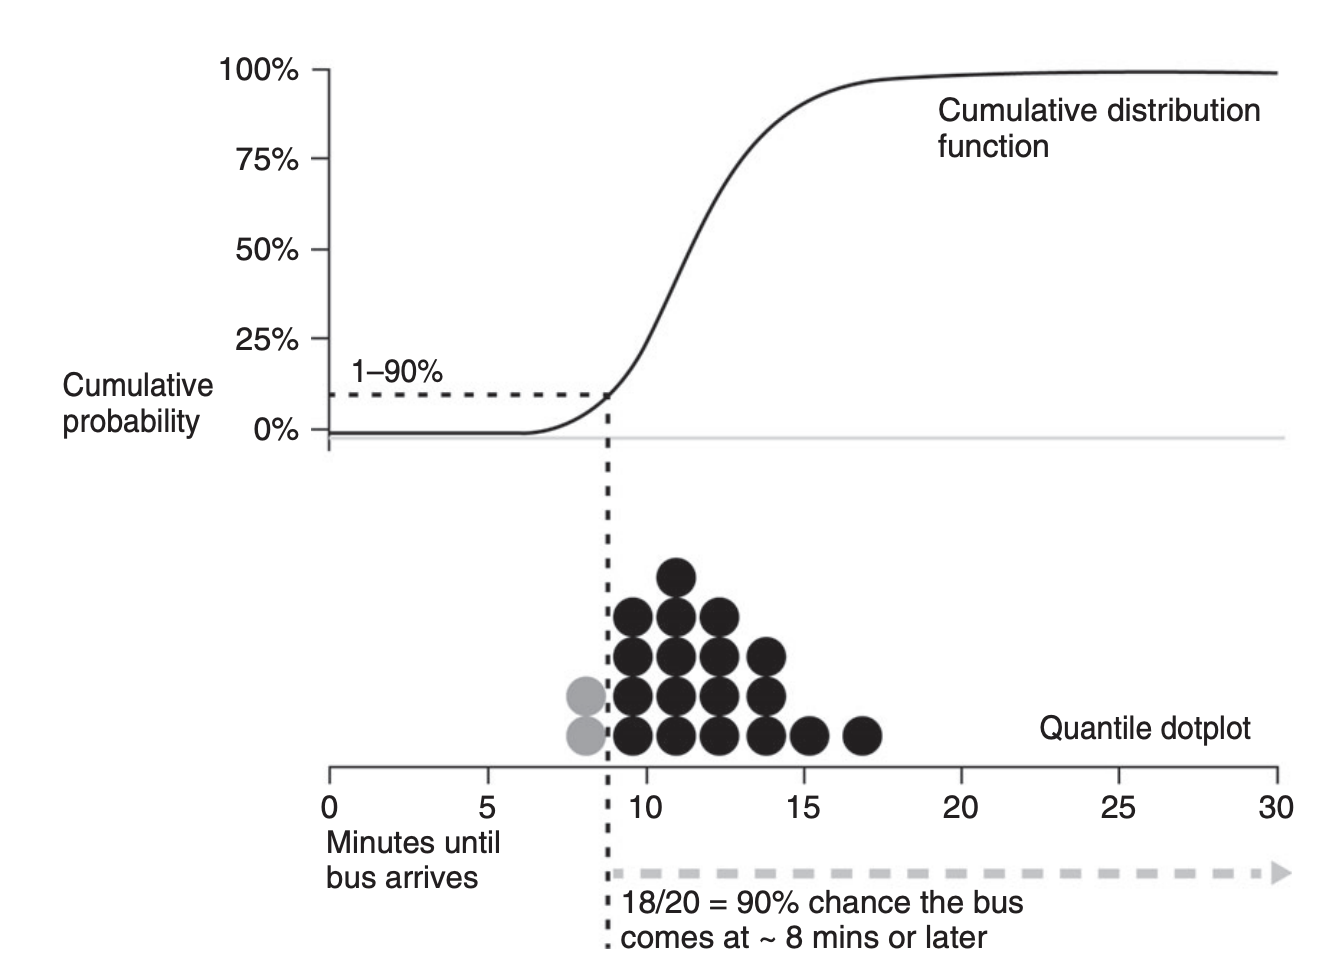 100%
Cumulative distribution
function
75%
50%
25%
1–90%
Cumulative
probability
0%
Quantile dotplot
0 5 10 15 20 25 30
Minutes until
bus arrives
18/20 = 90% chance the bus
comes at ~ 8 mins or later